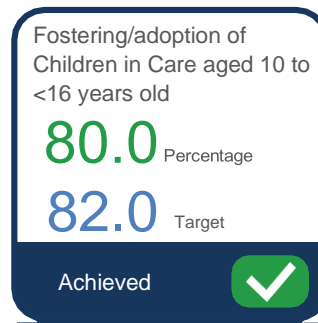 Fostering/adoption of
Children in Care aged 10 to
<16 years old
80.0 Percentage
82.0 Target
Achieved